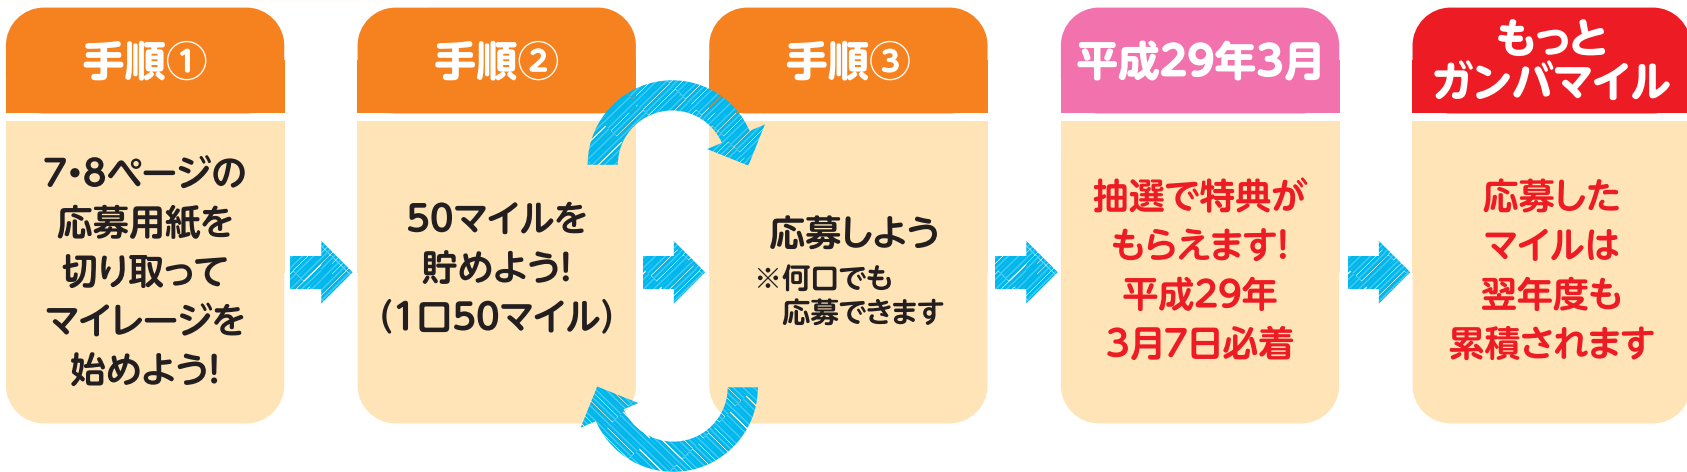 手順①
7・8ページの
応募用紙を
切り取って
マイレージを
始めよう!
手順②
50マイルを
貯めよう!
(1口50マイル)
手順③
応募しよう
※何口でも
応募できます
平成29年3月
抽選で特典が
もらえます!
平成29年
3月7日必着
もっと
ガンバマイル
応募した
マイルは
翌年度も
累積されます